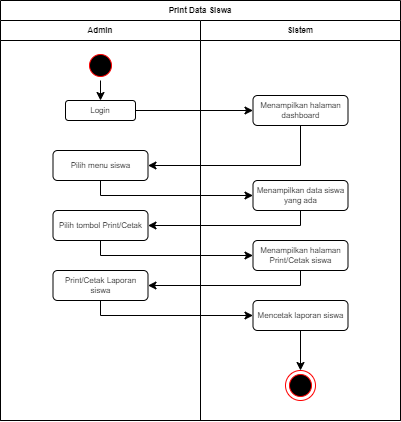 Print Data Siswa
Admin
Sistem
Login
Menampilkan halaman
dashboard
Pilih menu siswa
Menampilkan data siswa
yang ada
Pilih tombol Print/Cetak
Menampilkan halaman
Print/Cetak siswa
Print/Cetak Laporan
siswa
Mencetak laporan siswa